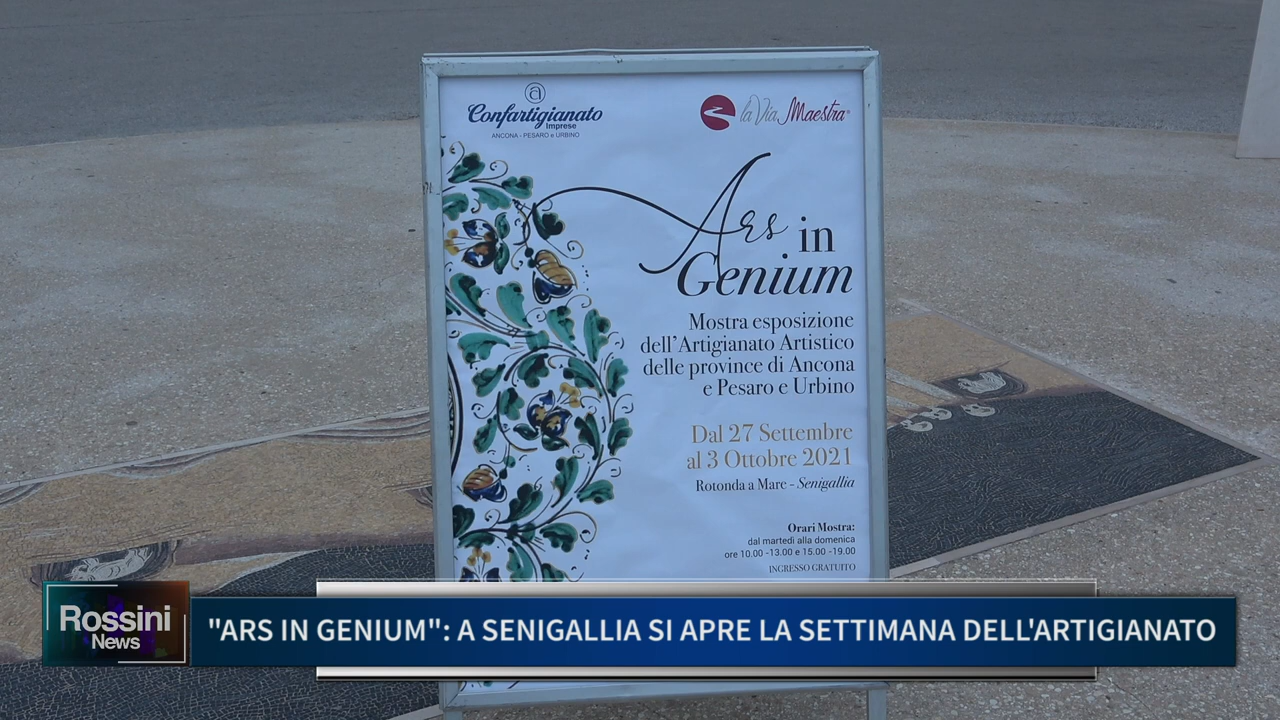 a
Confartigianato
Imprese
ANCONA - PESARO e URBINO
la Via Maestra
Ars in
Genium
Mostra esposizione
dell'Artigianato Artistico
delle province di Ancona
e Pesaro e Urbino
Dal 27 Settembre
al 3 Ottobre 2021
Rotonda a Mare - Senigallia
Orari Mostra:
dal martedì alla domenica
ore 10.00 -13.00 e 15.00 -19.00
INGRESSO GRATUITO
Rossini
News
"ARS IN GENIUM": A SENIGALLIA SI APRE LA SETTIMANA DELL'ARTIGIANATO